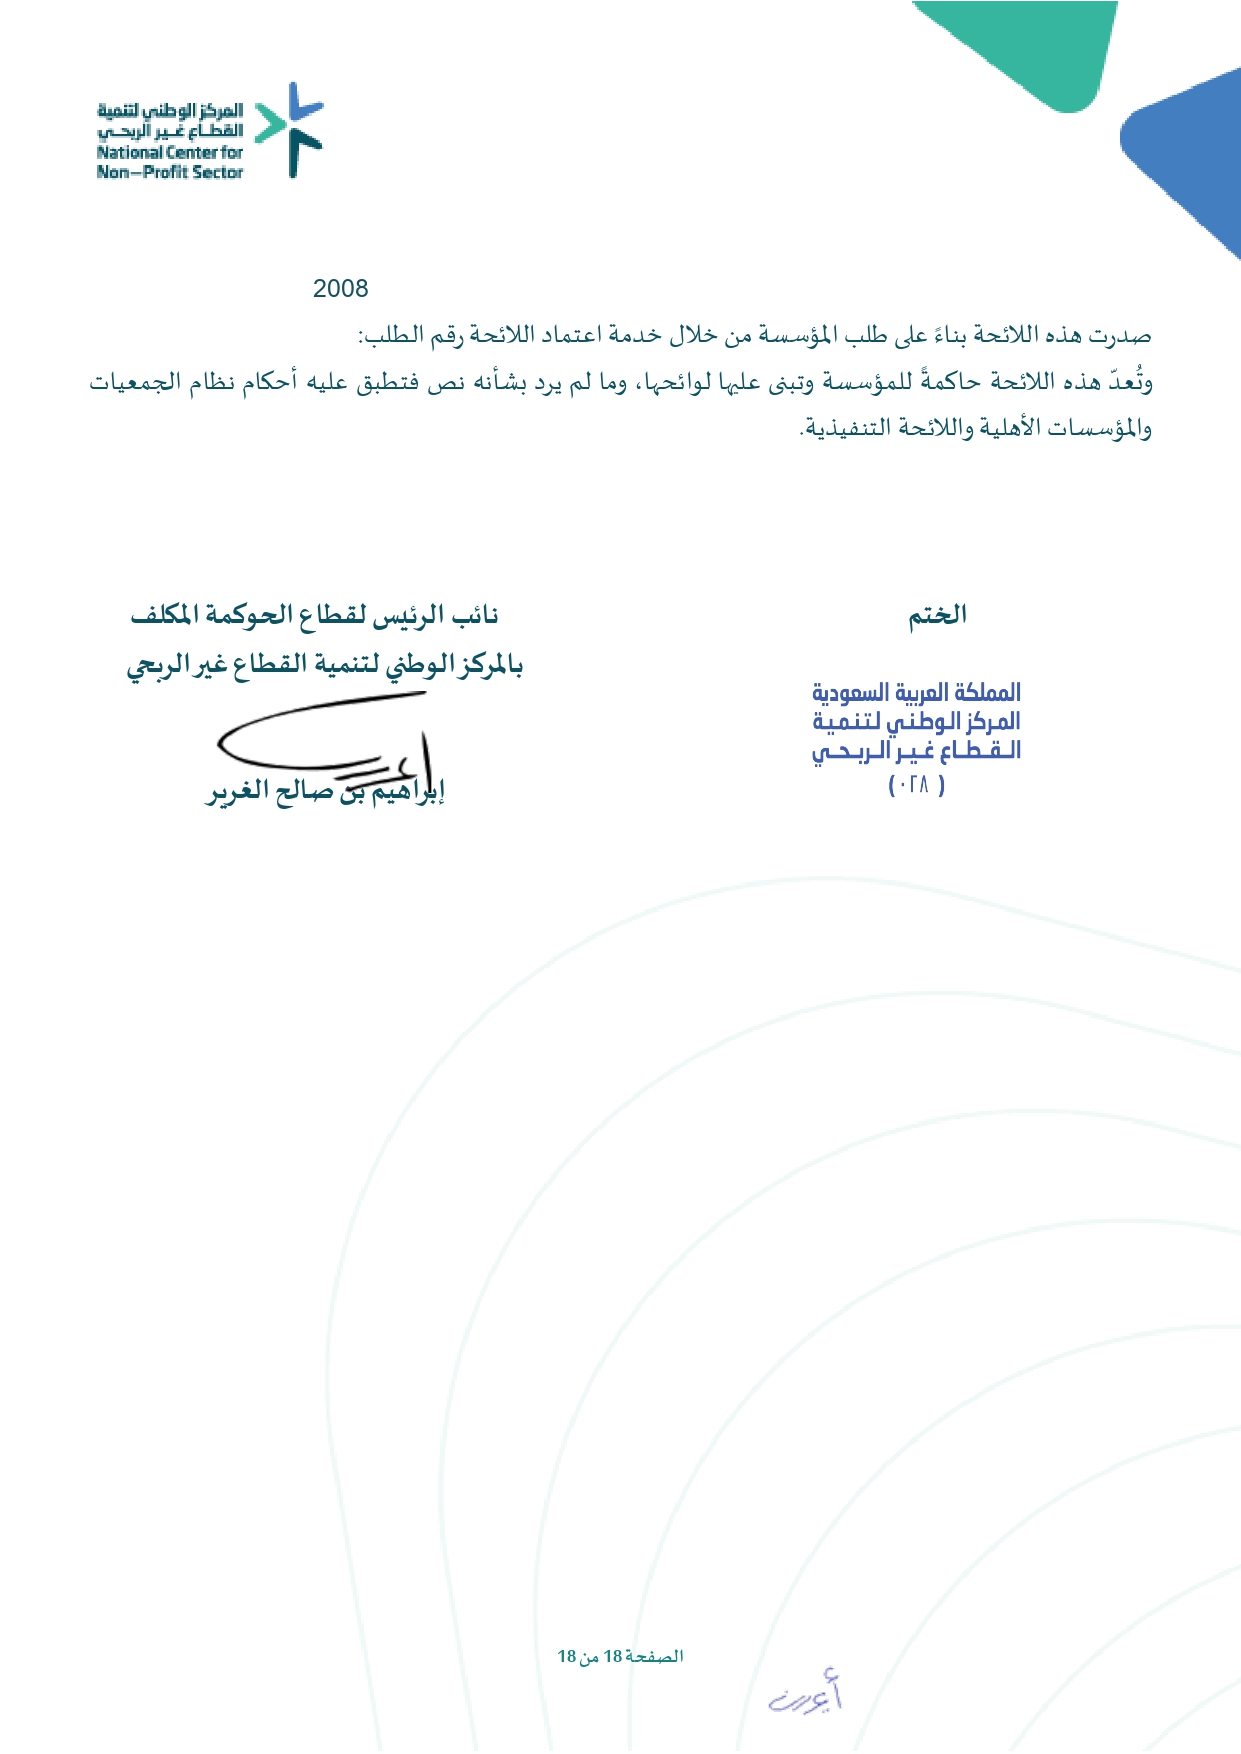 المركز الوطني لتنمية
القطاع غير الربحي
National Center for
Non-Profit Sector
2008
صدرت هذه اللائحة بناءً على طلب المؤسسة من خلال خدمة اعتماد اللائحة رقم الطلب:
وتُعدّ هذه اللائحة حاكمةً للمؤسسة وتبنى عليها لوائحها، وما لم يرد بشأنه نص فتطبق عليه أحكام نظام الجمعيات
والمؤسسات الأهلية واللائحة التنفيذية.
الختم
المملكة العربية السعودية
المركز الوطني لتنمية
القطاع غير الربحي
( ٠٢٨ )
نائب الرئيس لقطاع الحوكمة المكلف
بالمركز الوطني لتنمية القطاع غير الربحي
إبراهيم بن صالح الغرير
الصفحة 18 من 18